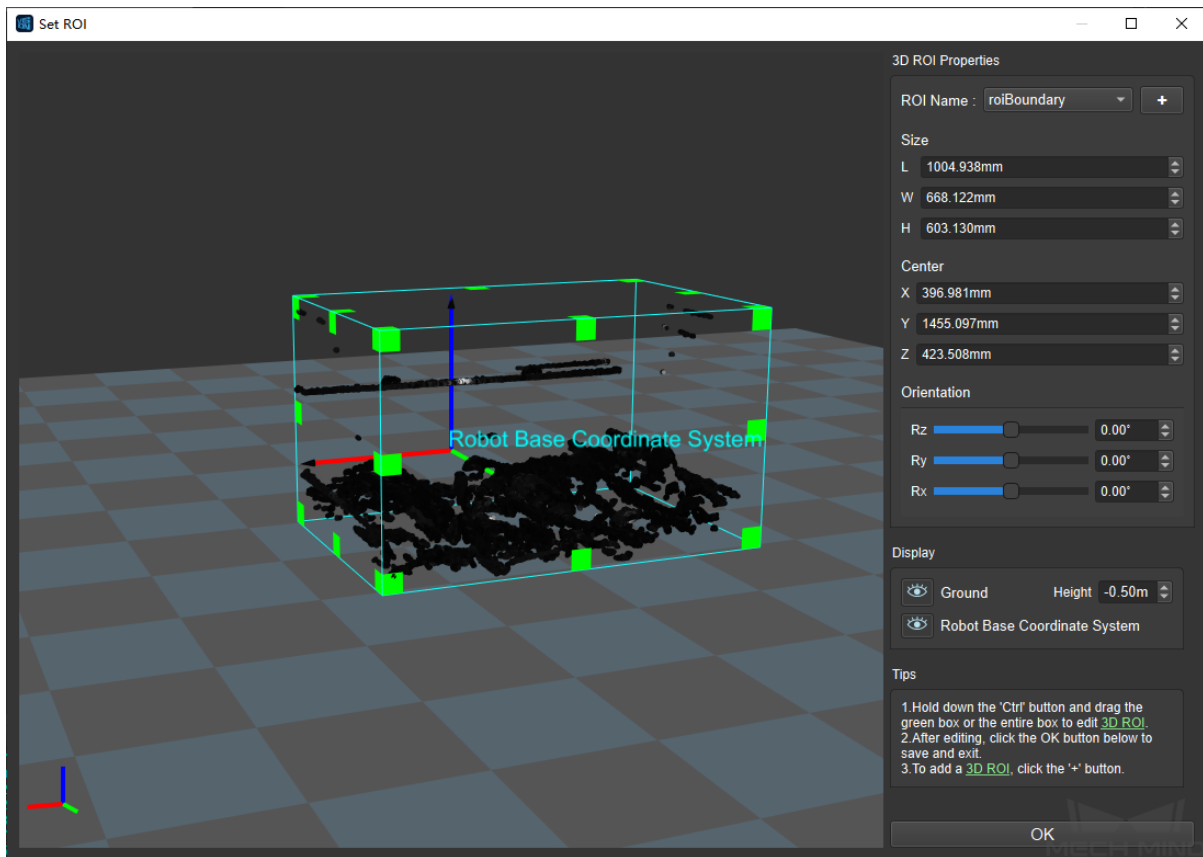 Set ROI
3D ROI Properties
ROI Name : roiBoundary +
Size
L 1004.938mm
W 668.122mm
H 603.130mm
Center
X 396.981mm
Y 1455.097mm
Z 423.508mm
Orientation
Rz 0.00°
Ry 0.00°
Rx 0.00°
Robot Base Coordinate System
Display
Ground Height -0.50m
Robot Base Coordinate System
Tips
1.Hold down the 'Ctrl' button and drag the
green box or the entire box to edit 3D ROI.
2.After editing, click the OK button below to
save and exit.
3.To add a 3D ROI, click the '+' button.
OK
MECH MIND